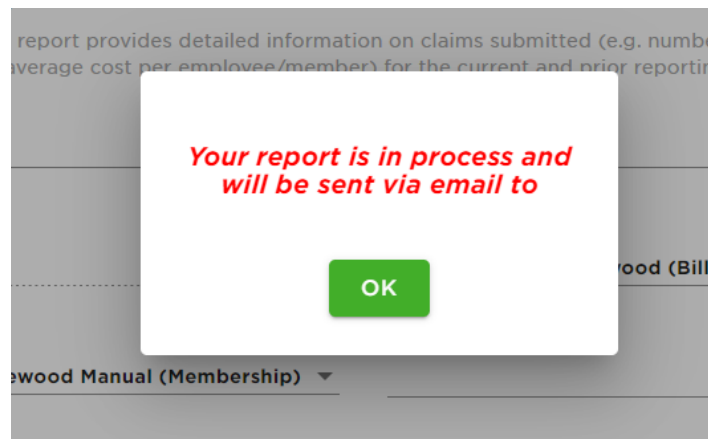 report provides detailed information on claims submitted (e.g. numbe
average cost per employee/member) for the current and prior reportin
Your report is in process and
will be sent via email to
OK
ood (Bill
ewood Manual (Membership)